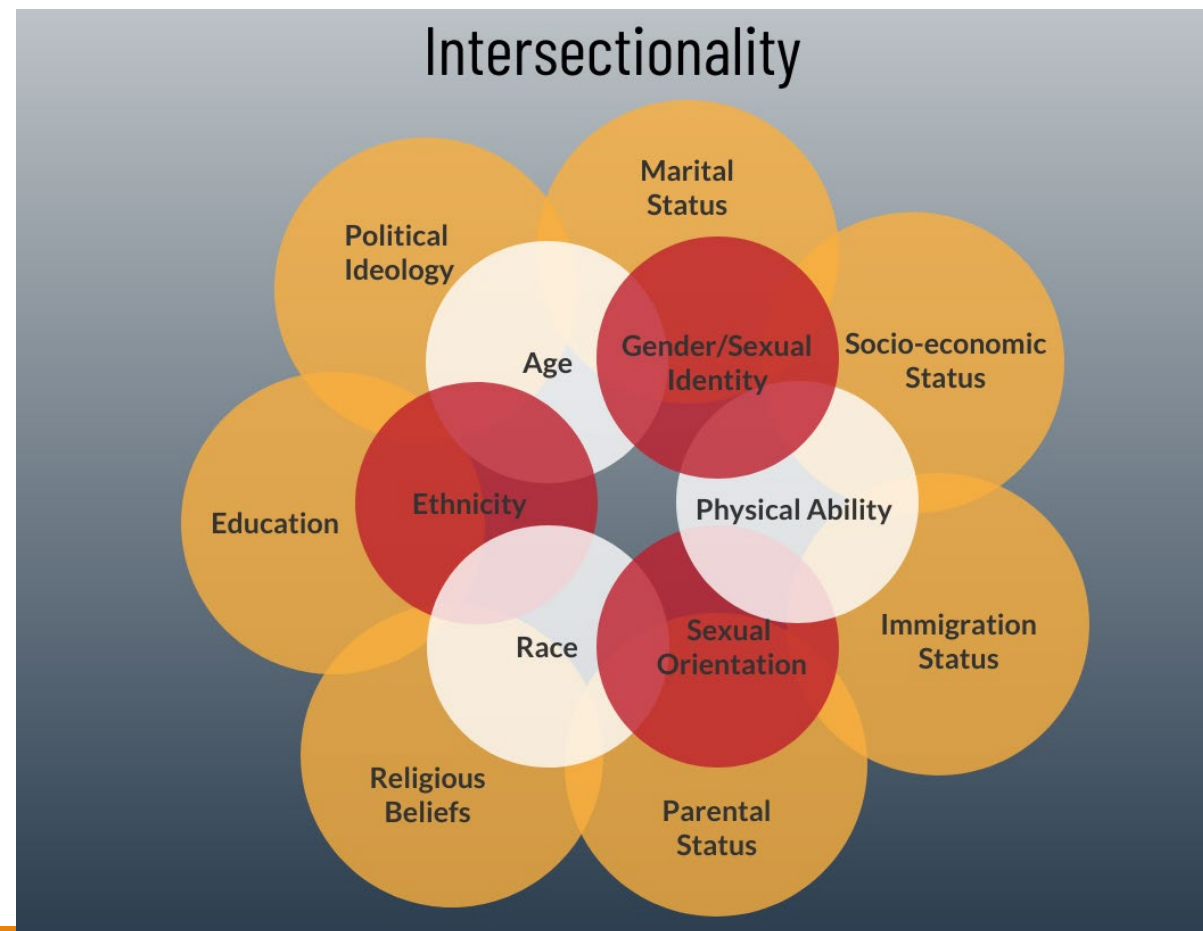 Intersectionality
Marital
Status
Political
Ideology
Gender/Sexual
Identity
Socio-economic
Status
Age
Ethnicity
Physical Ability
Education
Race
Sexual
Orientation
Immigration
Status
Religious
Beliefs
Parental
Status